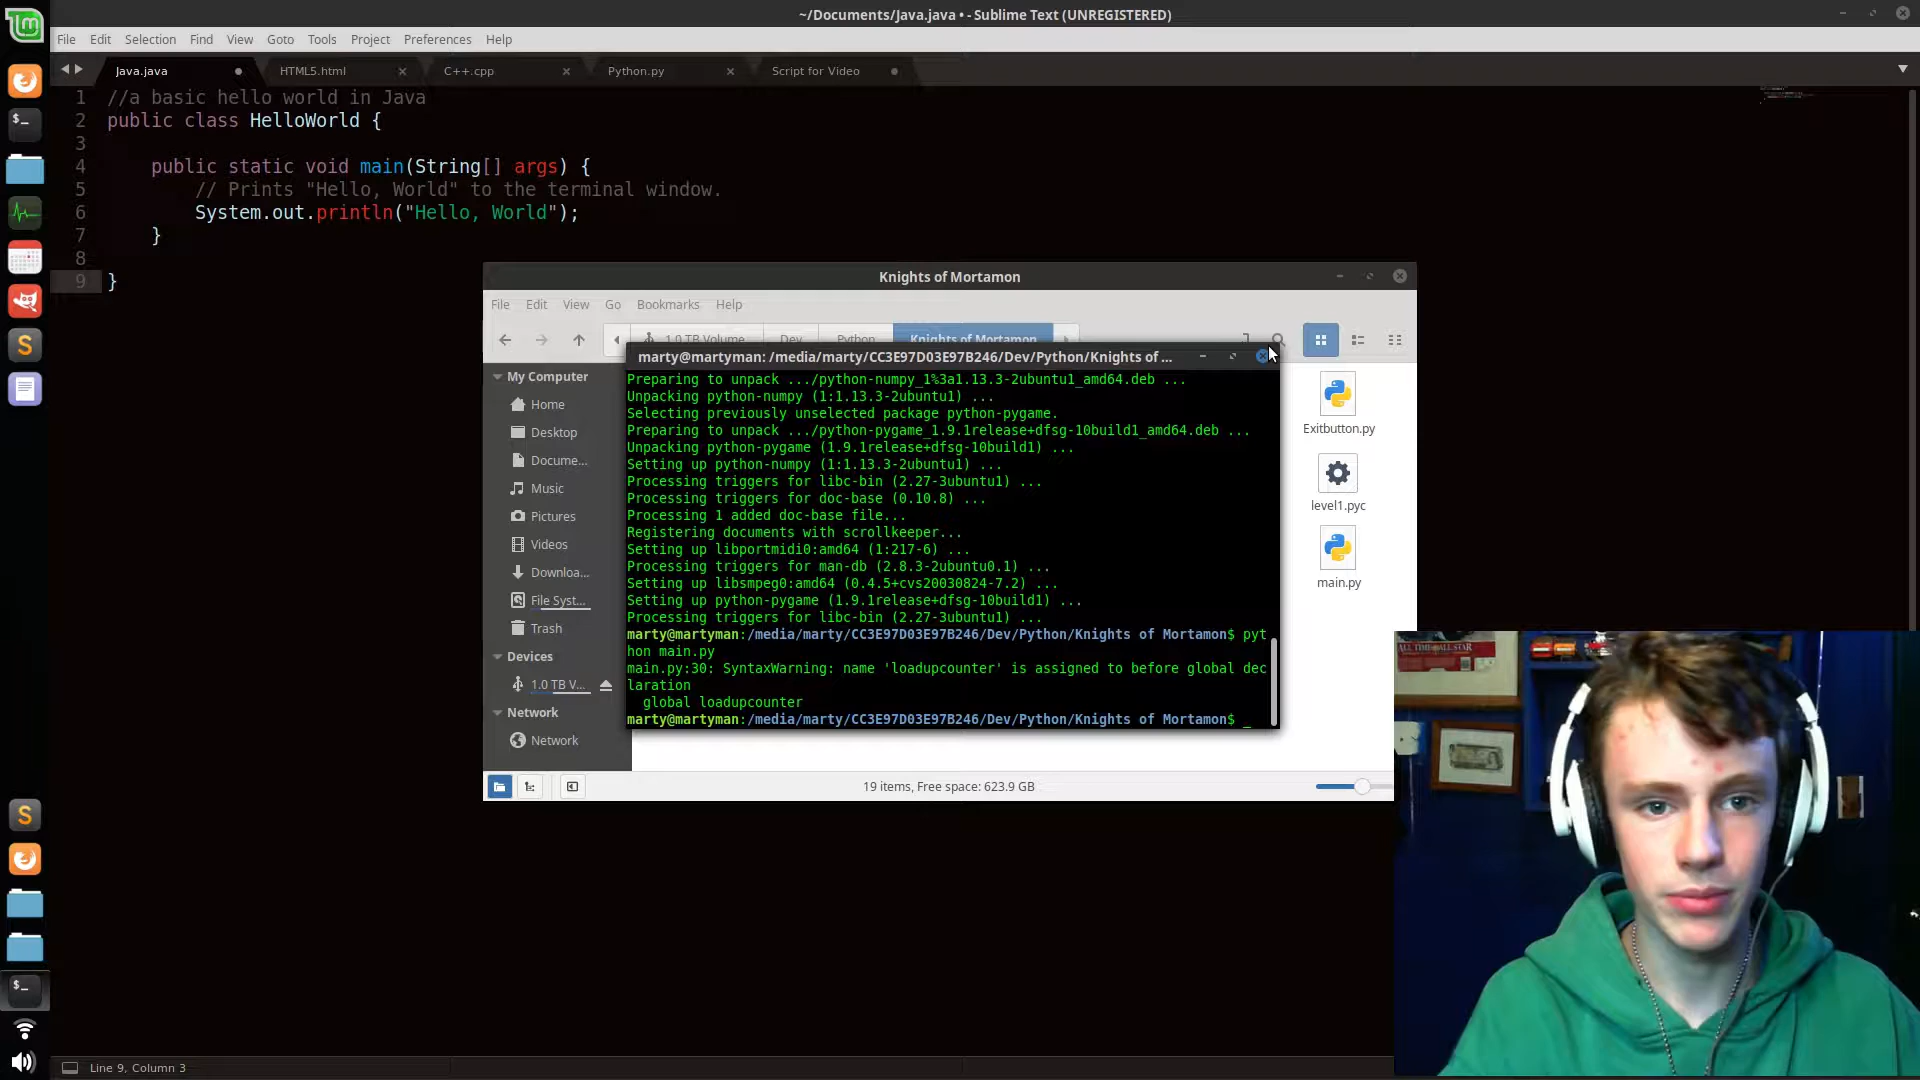 ~/Documents/Java.java • - Sublime Text (UNREGISTERED)
File Edit Selection Find View Goto Tools Project Preferences Help
Java.java HTML5.html C++.cpp Python.py Script for Video
1 //a basic hello world in Java
2 public class HelloWorld {
3
4 public static void main(String[] args) {
5 // Prints "Hello, World" to the terminal window.
6 System.out.println("Hello, World");
7 }
8
9 }
Knights of Mortamon
File Edit View Go Bookmarks Help
1.0 TB Volume Dev Python Knights of Mortamon
My Computer
Home
Desktop
Docume...
Music
Pictures
Videos
Downloa...
File Syst...
Trash
Devices
1.0 TB V...
Network
Network
marty@martyman: /media/marty/CC3E97D03E97B246/Dev/Python/Knights of ...
Preparing to unpack .../python-numpy_1%3a1.13.3-2ubuntu1_amd64.deb ...
Unpacking python-numpy (1:1.13.3-2ubuntu1) ...
Selecting previously unselected package python-pygame.
Preparing to unpack .../python-pygame_1.9.1release+dfsg-10build1_amd64.deb ...
Unpacking python-pygame (1.9.1release+dfsg-10build1) ...
Setting up python-numpy (1:1.13.3-2ubuntu1) ...
Processing triggers for libc-bin (2.27-3ubuntu1) ...
Processing triggers for doc-base (0.10.8) ...
Processing 1 added doc-base file...
Registering documents with scrollkeeper...
Setting up libportmidi0:amd64 (1:217-6) ...
Processing triggers for man-db (2.8.3-2ubuntu0.1) ...
Setting up libsmpeg0:amd64 (0.4.5+cvs20030824-7.2) ...
Setting up python-pygame (1.9.1release+dfsg-10build1) ...
Processing triggers for libc-bin (2.27-3ubuntu1) ...
marty@martyman:/media/marty/CC3E97D03E97B246/Dev/Python/Knights of Mortamon$ pyt
hon main.py
main.py:30: SyntaxWarning: name 'loadupcounter' is assigned to before global dec
laration
global loadupcounter
marty@martyman:/media/marty/CC3E97D03E97B246/Dev/Python/Knights of Mortamon$ _
Exitbutton.py
level1.pyc
main.py
19 items, Free space: 623.9 GB
Line 9, Column 3